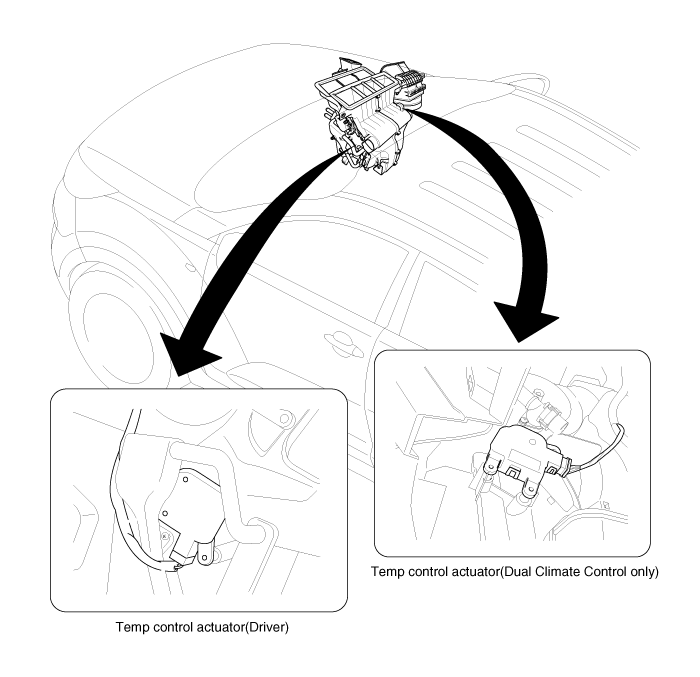 Temp control actuator(Dual Climate Control only)
Temp control actuator(Driver)